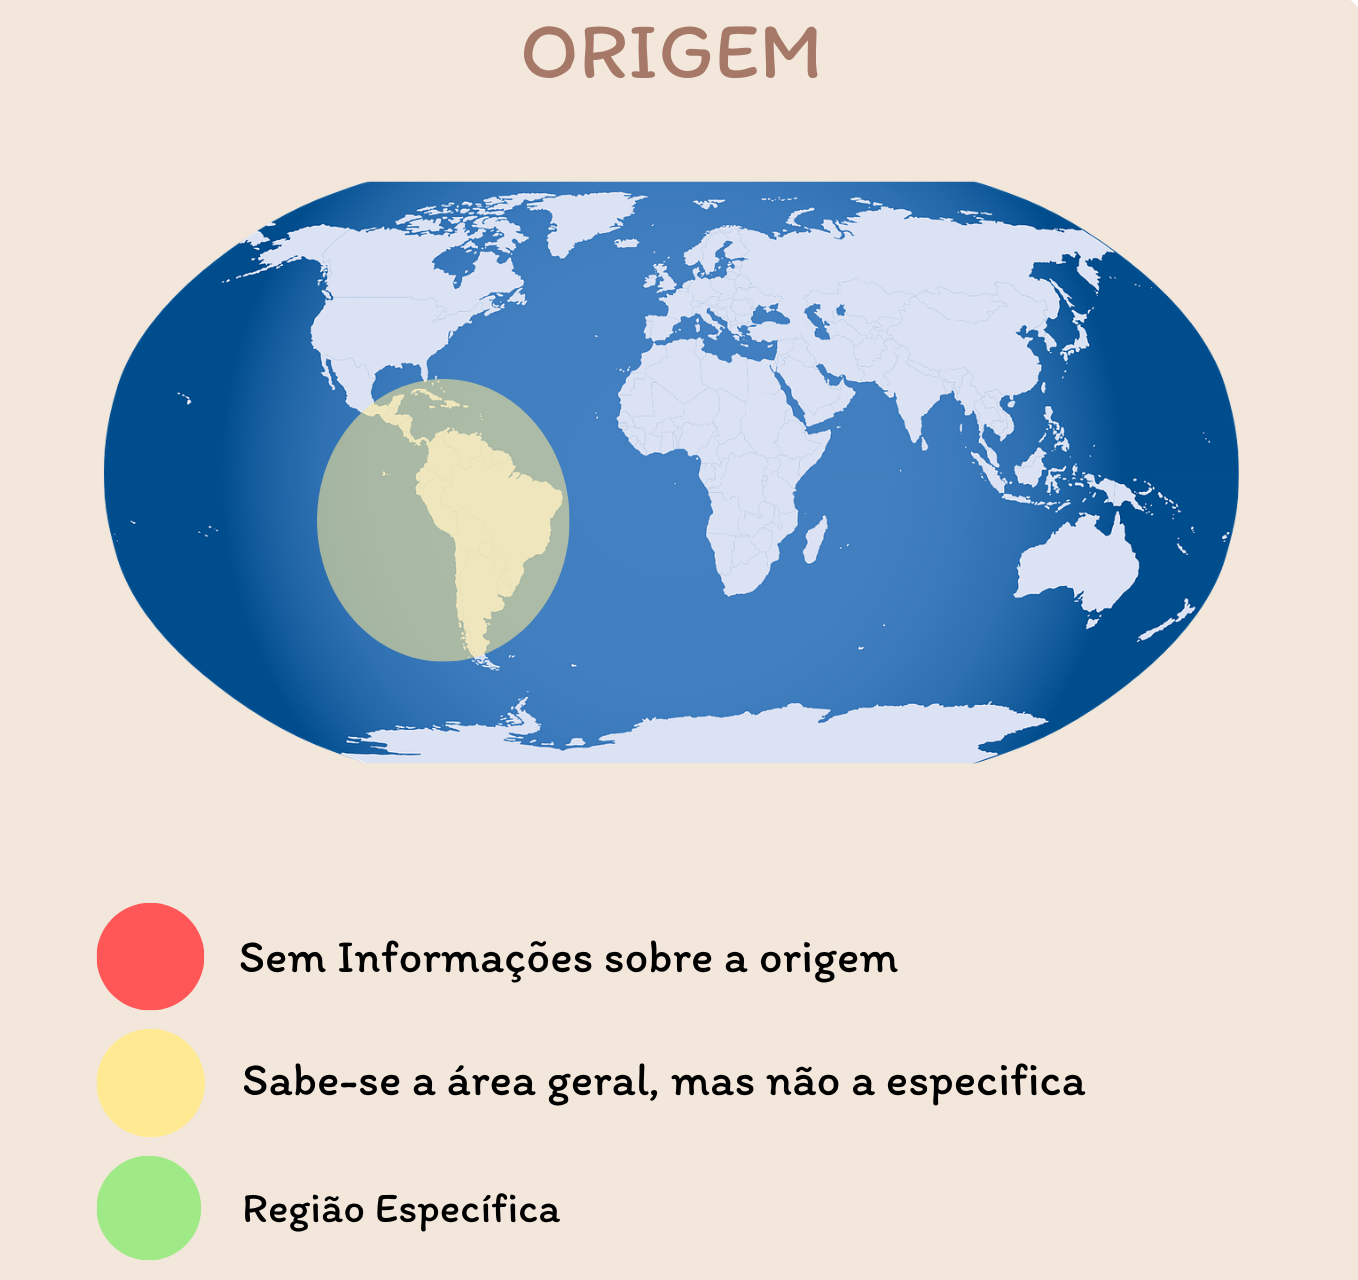 ORIGEM
Sem Informações sobre a origem
Sabe-se a área geral, mas não a especifica
Região Específica